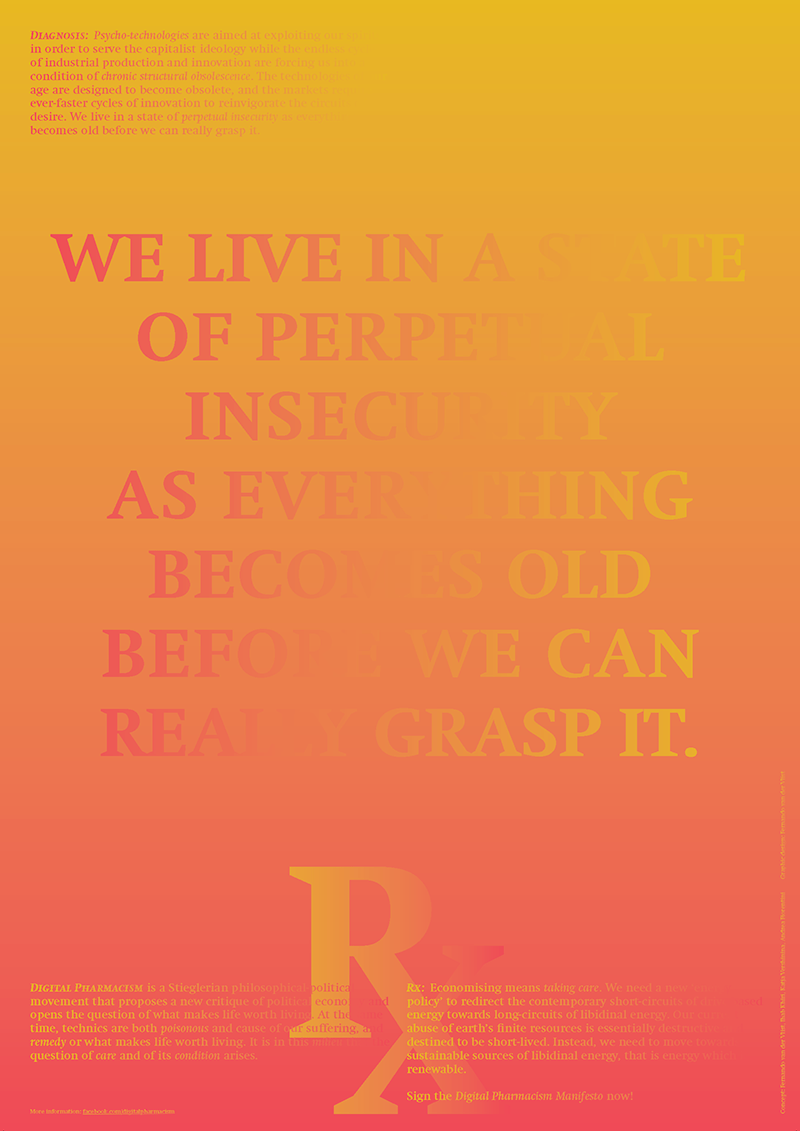 DIAGNOSIS: Psycho-technologies are aimed at exploiting our
in order to serve the capitalist ideology while the
of industrial production and innovation are forcing
condition of chronic structural obsolescence. The
age are designed to become obsolete, and the markets
ever-faster cycles of innovation to reinvigorate the
desire. We live in a state of perpetual insecurity as
becomes old before we can really grasp it.
WE LIVE IN A STATE
OF PERPETUAL
INSECURITY
AS EVERYTHING
BECOMES OLD
BEFORE WE CAN
REALLY GRASP IT.
Rx
DIGITAL PHARMACISM is a Stieglerian philosophical political
movement that proposes a new critique of political economy and
opens the question of what makes life worth living. At the
time, technics are both poisonous and cause of our suffering, and
remedy or what makes life worth living. It is in this
question of care and of its condition arises.
More information: facebook.com/digitalpharmacism
RX: Economising means taking care. We need a new
policy' to redirect the contemporary short-circuits of
energy towards long-circuits of libidinal energy. Our
abuse of earth's finite resources is essentially destructive
destined to be short-lived. Instead, we need to move
sustainable sources of libidinal energy, that is energy which
renewable.
Sign the Digital Pharmacism Manifesto now!